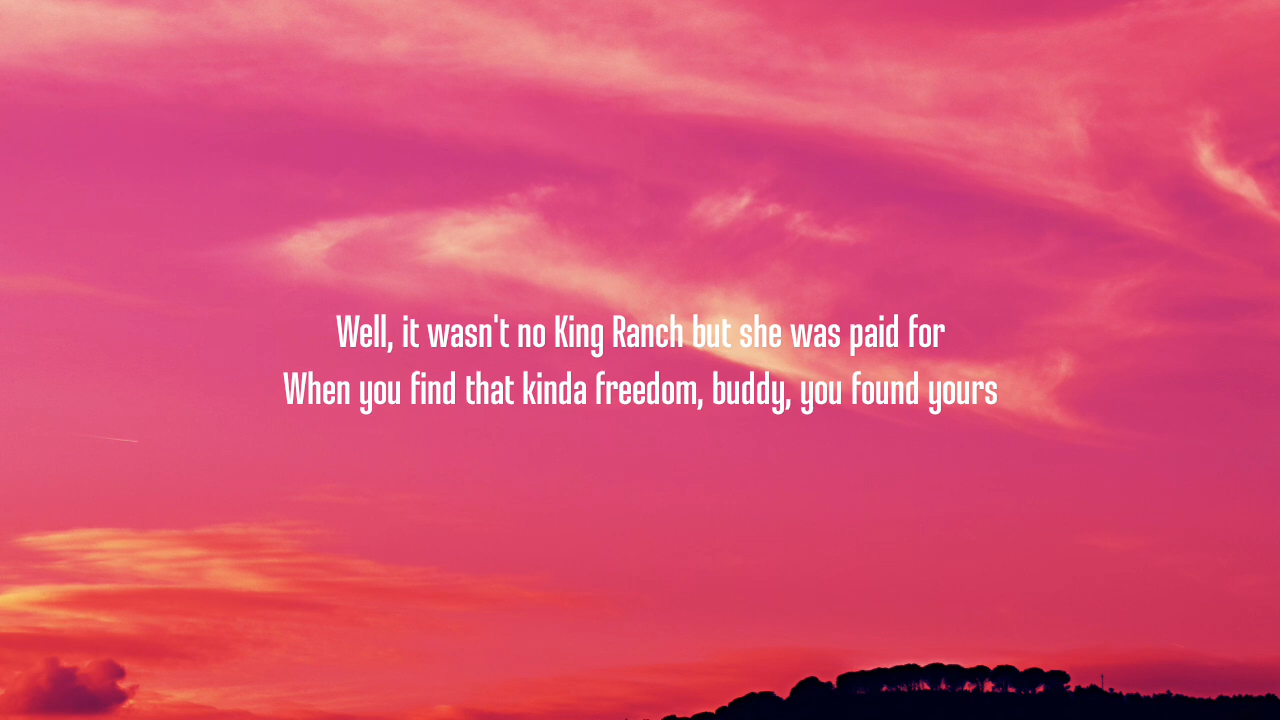 Well, it wasn't no King Ranch but she was paid for
When you find that kinda freedom, buddy, you found yours